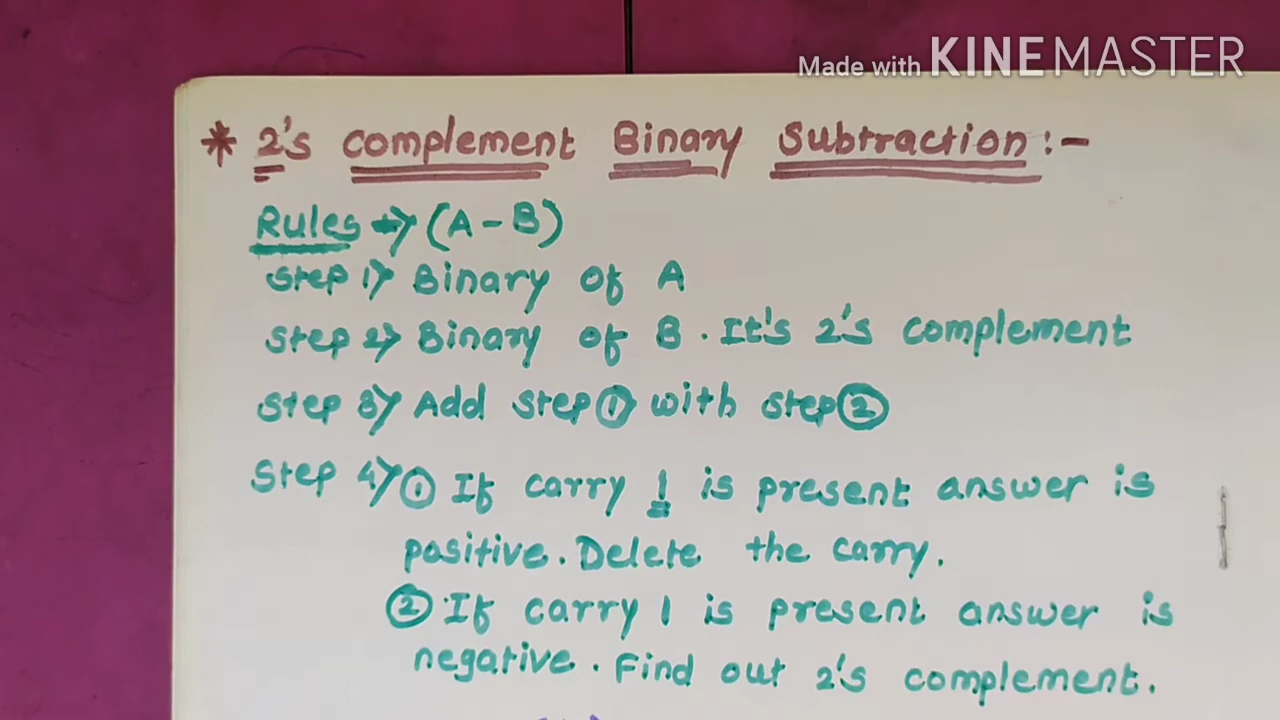 Made with KINEMASTER
* 2's complement Binary Subtraction:-
Rules → (A-B)
Step 1> Binary of A
Step 2> Binary of B. It's 2's complement
Step 3> Add step ① with step ②
Step 4> ① If carry 1 is present answer is
positive. Delete the carry.
② If carry 1 is present answer is
negative. Find out 2's complement.